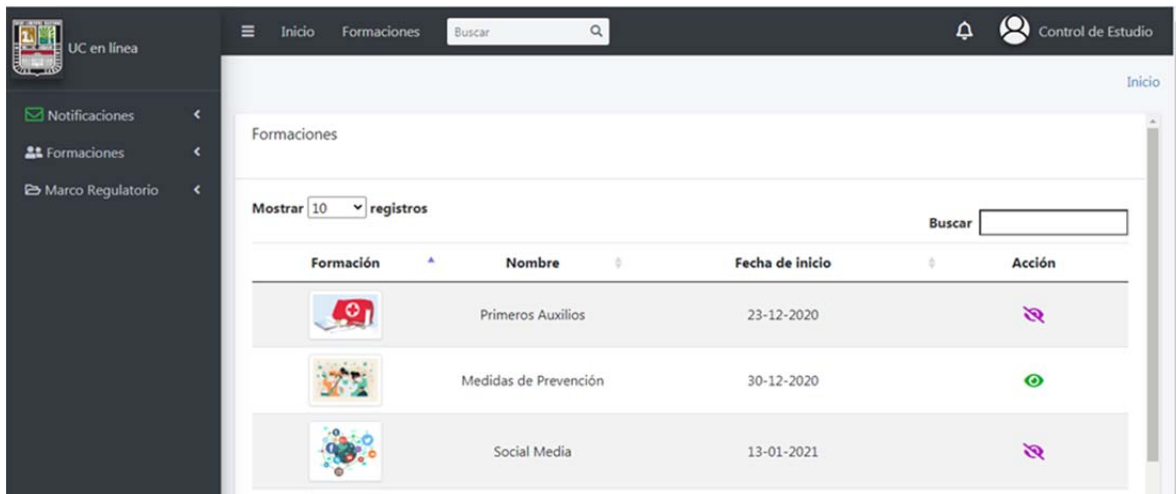 UC en línea
Inicio Formaciones Buscar Control de Estudio
Inicio
Notificaciones
Formaciones
Marco Regulatorio
Formaciones
Mostrar 10 registros
Buscar
Formación Nombre Fecha de inicio Acción
Primeros Auxilios 23-12-2020
Medidas de Prevención 30-12-2020
Social Media 13-01-2021